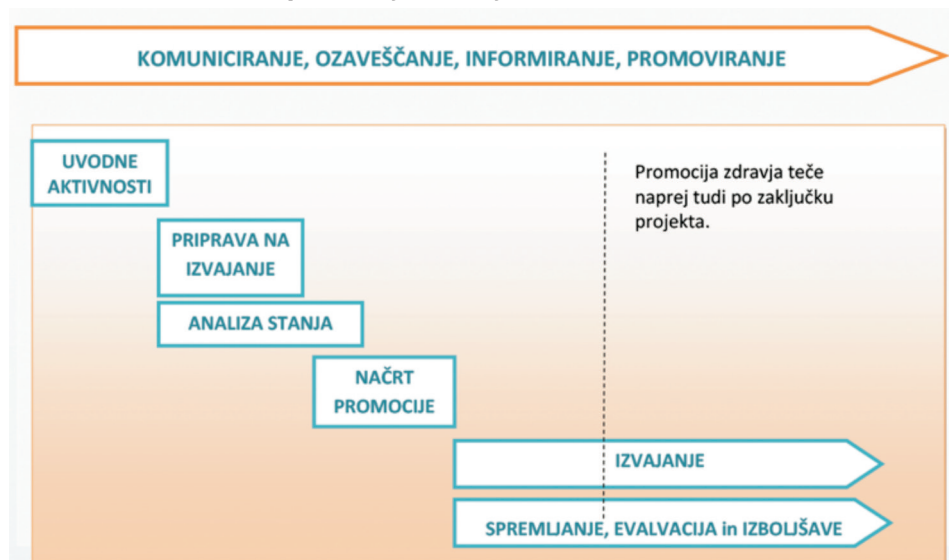 KOMUNICIRANJE, OZAVEŠČANJE, INFORMIRANJE, PROMOVIRANJE
UVODNE
AKTIVNOSTI
Promocija zdravja teče
naprej tudi po zaključku
projekta.
PRIPRAVA NA
IZVAJANJE
ANALIZA STANJA
NAČRT
PROMOCIJE
IZVAJANJE
SPREMLJANJE, EVALVACIJA in IZBOLJŠAVE